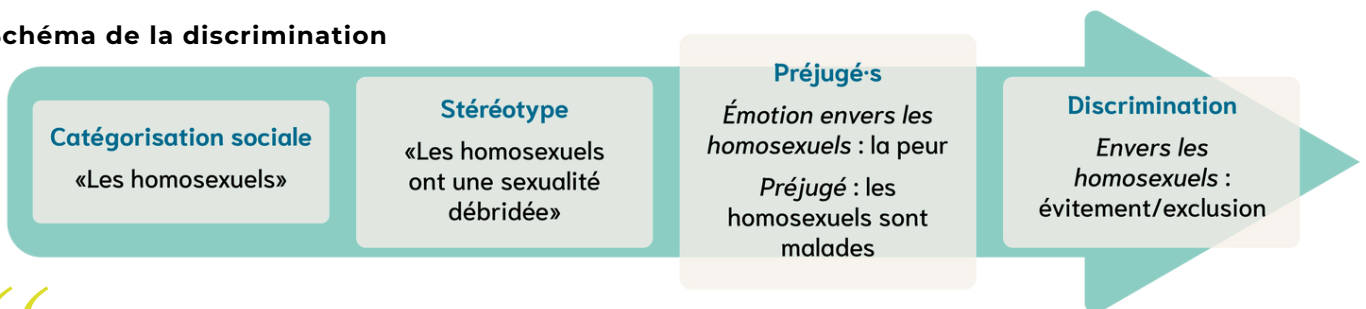 Schéma de la discrimination
Catégorisation sociale
«Les homosexuels»
Stéréotype
«Les homosexuels
ont une sexualité
débridée»
Préjugé·s
Émotion envers les
homosexuels : la peur
Préjugé : les
homosexuels sont
malades
Discrimination
Envers les
homosexuels :
évitement/exclusion